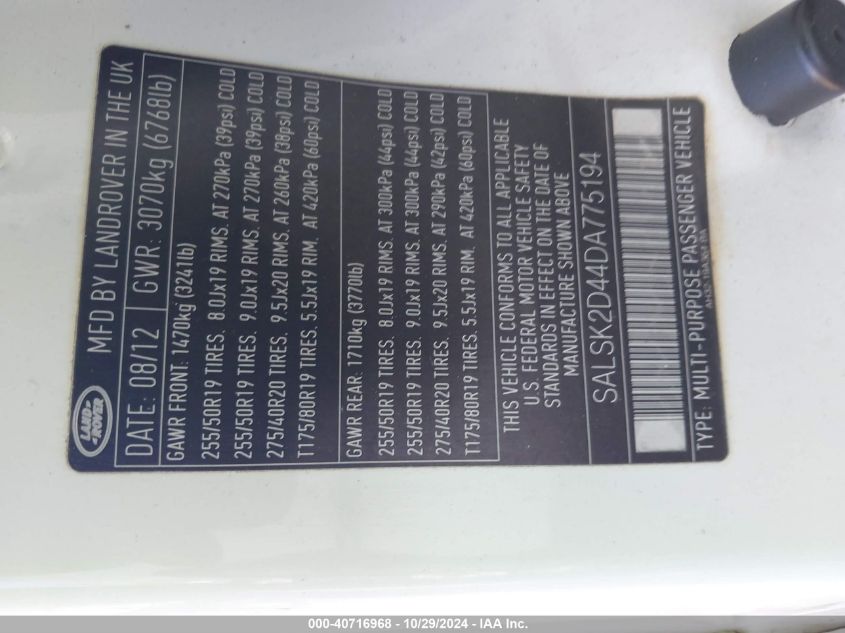 LAND ROVER
MFD BY LANDROVER IN THE UK
DATE: 08/12 GWR: 3070kg (6768lb)
GAWR FRONT: 1470kg (3241lb)
255/50R19 TIRES. 8.0Jx19 RIMS. AT 270kPa (39psi) COLD
255/50R19 TIRES. 9.0Jx19 RIMS. AT 270kPa (39psi) COLD
275/40R20 TIRES. 9.5Jx20 RIMS. AT 260kPa (38psi) COLD
T175/80R19 TIRES. 5.5Jx19 RIM. AT 420kPa (60psi) COLD
GAWR REAR: 1710kg (3770lb)
255/50R19 TIRES. 8.0Jx19 RIMS. AT 300kPa (44psi) COLD
255/50R19 TIRES. 9.0Jx19 RIMS. AT 300kPa (44psi) COLD
275/40R20 TIRES. 9.5Jx20 RIMS. AT 290kPa (42psi) COLD
T175/80R19 TIRES. 5.5Jx19 RIM. AT 420kPa (60psi) COLD
THIS VEHICLE CONFORMS TO ALL APPLICABLE
U.S. FEDERAL MOTOR VEHICLE SAFETY
STANDARDS IN EFFECT ON THE DATE OF
MANUFACTURE SHOWN ABOVE
SALSK2D44DA775194
TYPE: MULTI-PURPOSE PASSENGER VEHICLE
000-40716968 - 10/29/2024 - IAA Inc.